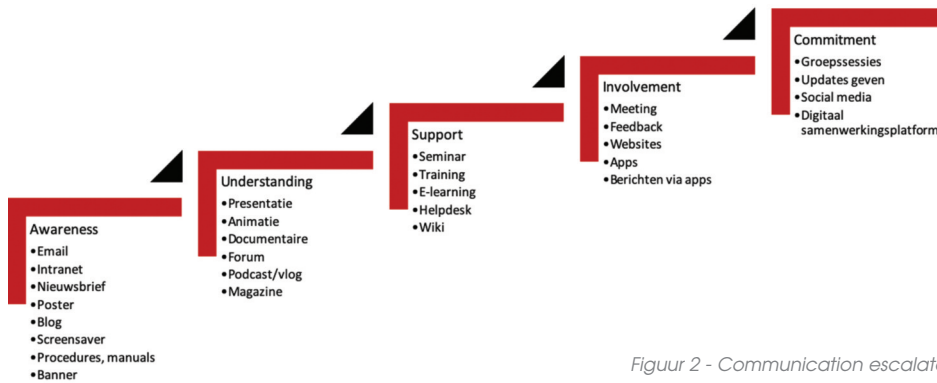 Awareness
•Email
•Intranet
•Nieuwsbrief
•Poster
•Blog
•Screensaver
•Procedures, manuals
•Banner
Understanding
•Presentatie
•Animatie
•Documentaire
•Forum
•Podcast/vlog
•Magazine
Support
•Seminar
•Training
•E-learning
•Helpdesk
•Wiki
Involvement
•Meeting
•Feedback
•Websites
•Apps
•Berichten via apps
Commitment
•Groepssessies
•Updates geven
•Social media
•Digitaal
samenwerkingsplatform
Figuur 2 - Communication escalat